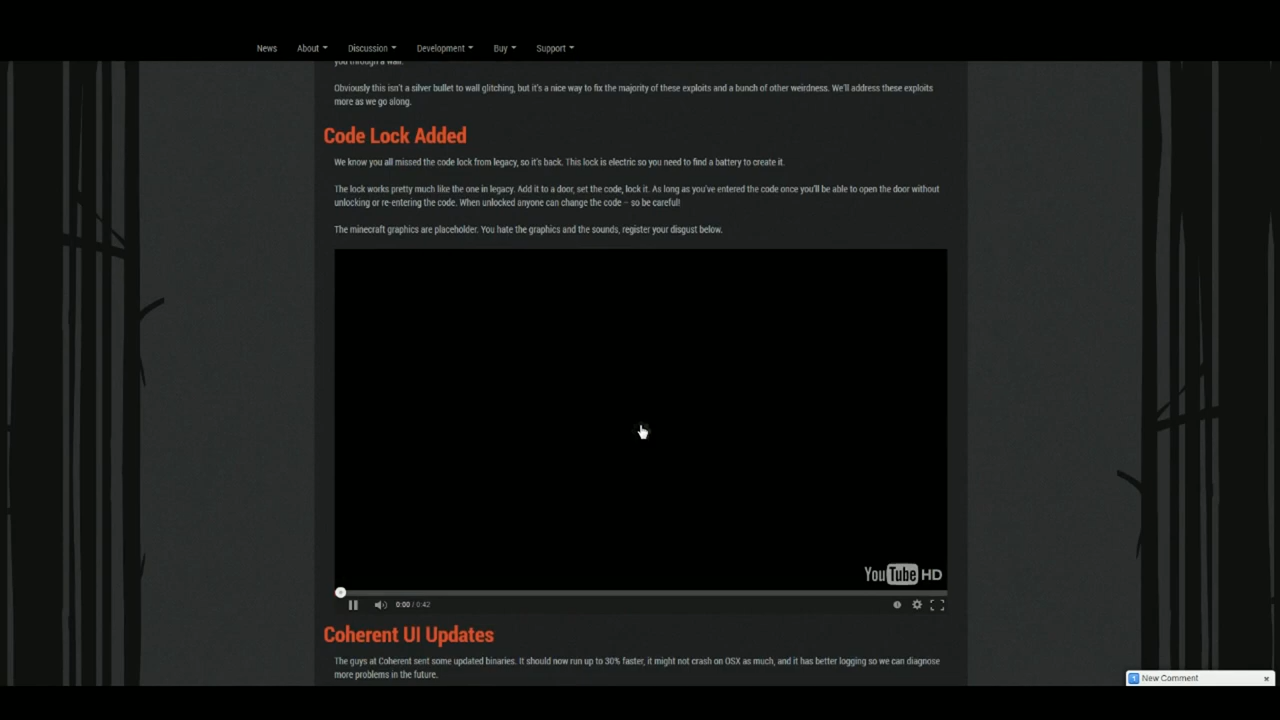 News About Discussion Development Buy Support
you through a wall.
Obviously this isn't a silver bullet to wall glitching, but it's a nice way to fix the majority of these exploits and a bunch of other weirdness. We'll address these exploits
more as we go along.
Code Lock Added
We know you all missed the code lock from legacy, so it's back. This lock is electric so you need to find a battery to create it.
The lock works pretty much like the one in legacy. Add it to a door, set the code, lock it. As long as you've entered the code once you'll be able to open the door without
unlocking or re-entering the code. When unlocked anyone can change the code – so be careful!
The minecraft graphics are placeholder. You hate the graphics and the sounds, register your disgust below.
YouTube HD
0:00 / 0:42
Coherent UI Updates
The guys at Coherent sent some updated binaries. It should now run up to 30% faster, it might not crash on OSX as much, and it has better logging so we can diagnose
more problems in the future.
New Comment